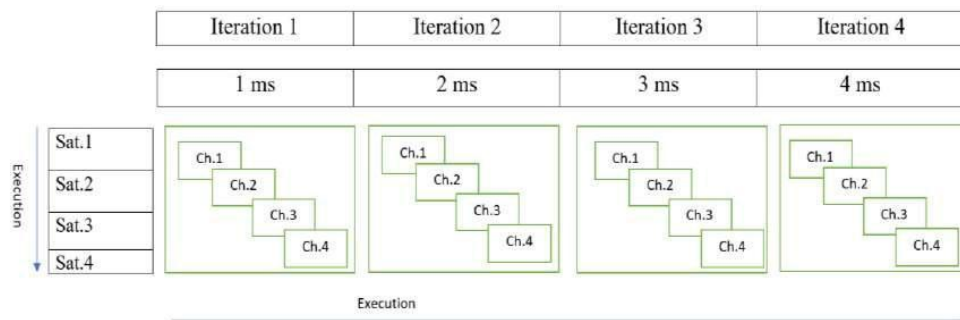 Iteration 1 Iteration 2 Iteration 3 Iteration 4
1 ms 2 ms 3 ms 4 ms
Execution
Sat.1
Sat.2
Sat.3
Sat.4
Ch.1
Ch.2
Ch.3
Ch.4
Ch.1
Ch.2
Ch.3
Ch.4
Ch.1
Ch.2
Ch.3
Ch.4
Ch.1
Ch.2
Ch.3
Ch.4
Execution